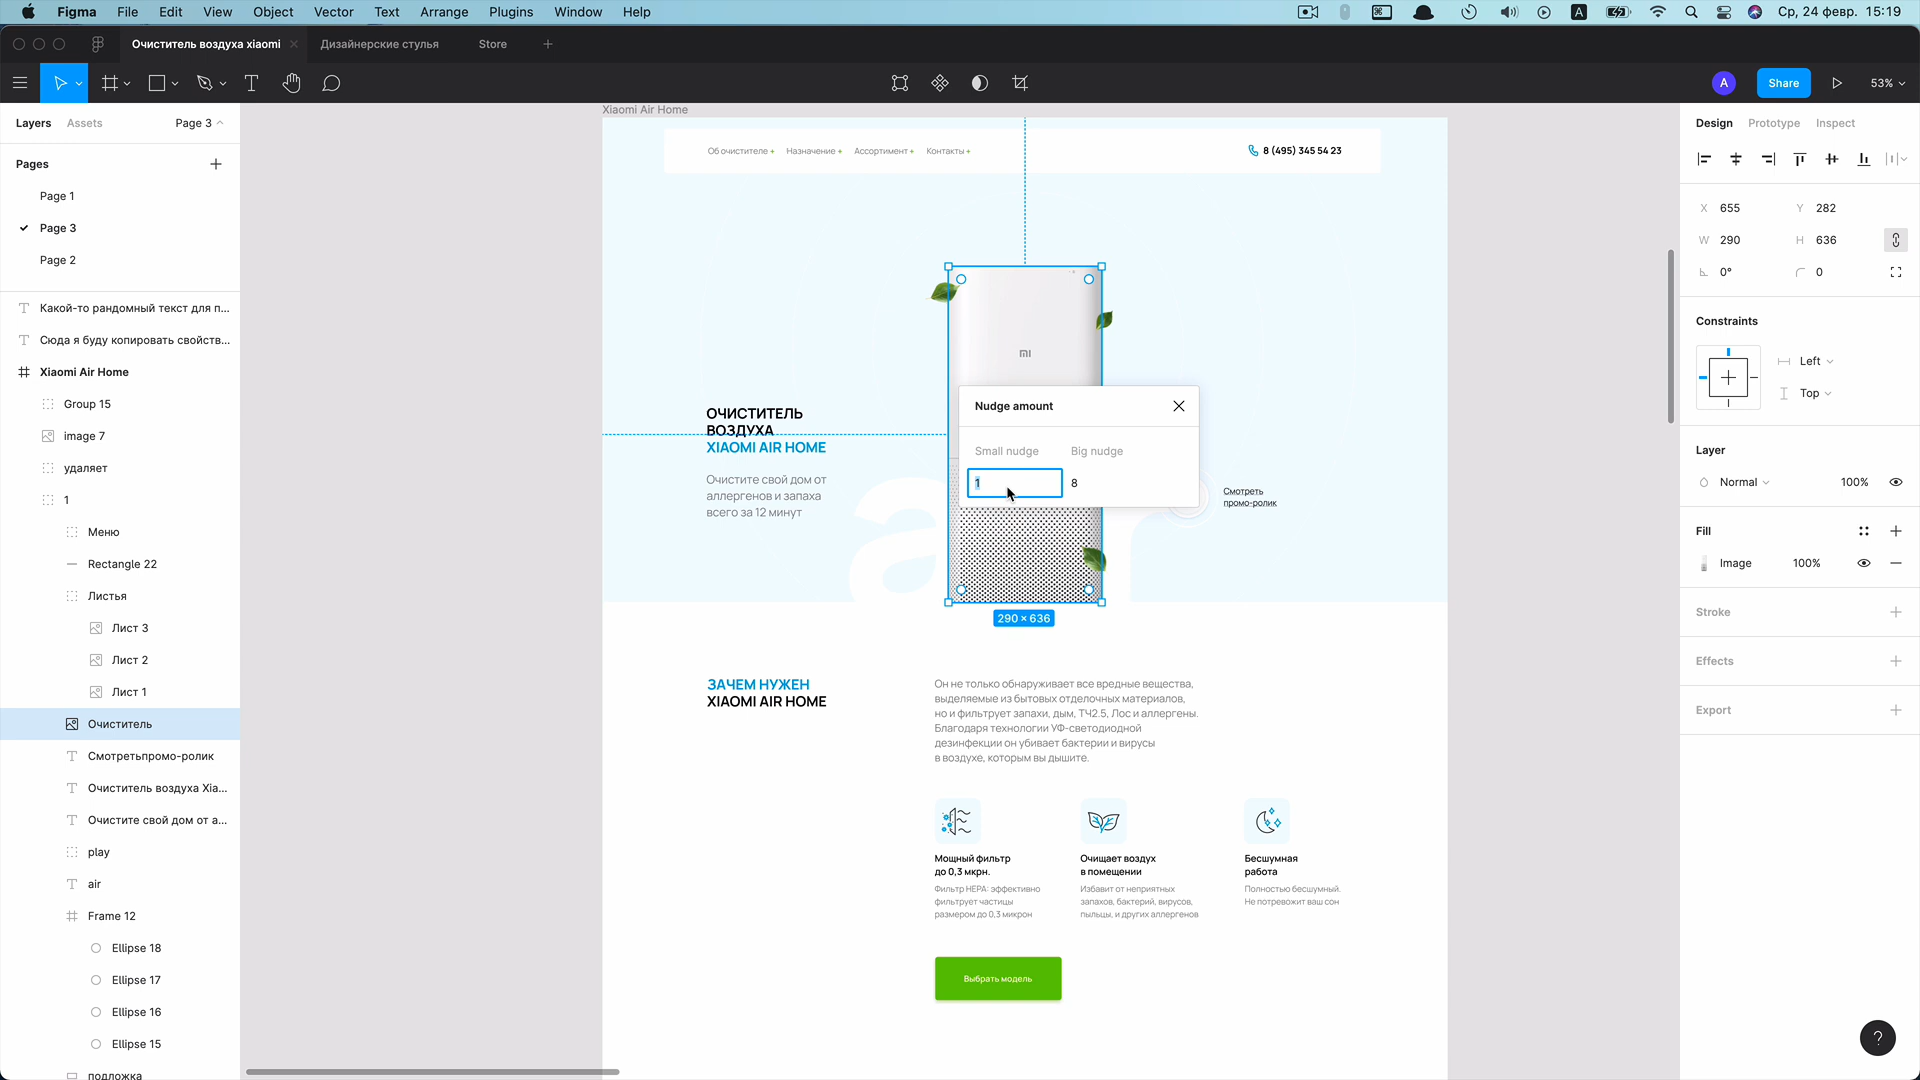 Figma File Edit View Object Vector Text Arrange Plugins Window Help
A
Ср, 24 февр. 15:19
Очиститель воздуха xiaomi
Дизайнерские стулья
Store
A
Share
53%
Layers Assets
Page 3
Pages
Page 1
Page 3
Page 2
Какой-то рандомный текст для п...
Сюда я буду копировать свойств...
Xiaomi Air Home
Group 15
image 7
удаляет
1
Меню
Rectangle 22
Листья
Лист 3
Лист 2
Лист 1
Очиститель
Смотретьпромо-ролик
Очиститель воздуха Xia...
Очистите свой дом от а...
play
air
Frame 12
Ellipse 18
Ellipse 17
Ellipse 16
Ellipse 15
подложка
Xiaomi Air Home
Об очистителе + Назначение + Ассортимент + Контакты +
8 (495) 345 54 23
ОЧИСТИТЕЛЬ
ВОЗДУХА
XIAOMI AIR HOME
Очистите свой дом от
аллергенов и запаха
всего за 12 минут
Nudge amount
Small nudge Big nudge
1 8
Смотреть
промо-ролик
290 × 636
ЗАЧЕМ НУЖЕН
XIAOMI AIR HOME
Он не только обнаруживает все вредные вещества,
выделяемые из бытовых отделочных материалов,
но и фильтрует запахи, дым, ТЧ2.5, Лос и аллергены.
Благодаря технологии УФ-светодиодной
дезинфекции он убивает бактерии и вирусы
в воздухе, которым вы дышите.
Мощный фильтр
до 0,3 мкрн.
Фильтр HEPA: эффективно
фильтрует частицы
размером до 0,3 микрон
Очищает воздух
в помещении
Избавит от неприятных
запахов, бактерий, вирусов,
пыльцы, и других аллергенов
Бесшумная
работа
Полностью бесшумный.
Не потревожит ваш сон
Выбрать модель
Design Prototype Inspect
X 655 Y 282
W 290 H 636
0° 0
Constraints
Left
Top
Layer
Normal 100%
Fill
Image 100%
Stroke
Effects
Export
?